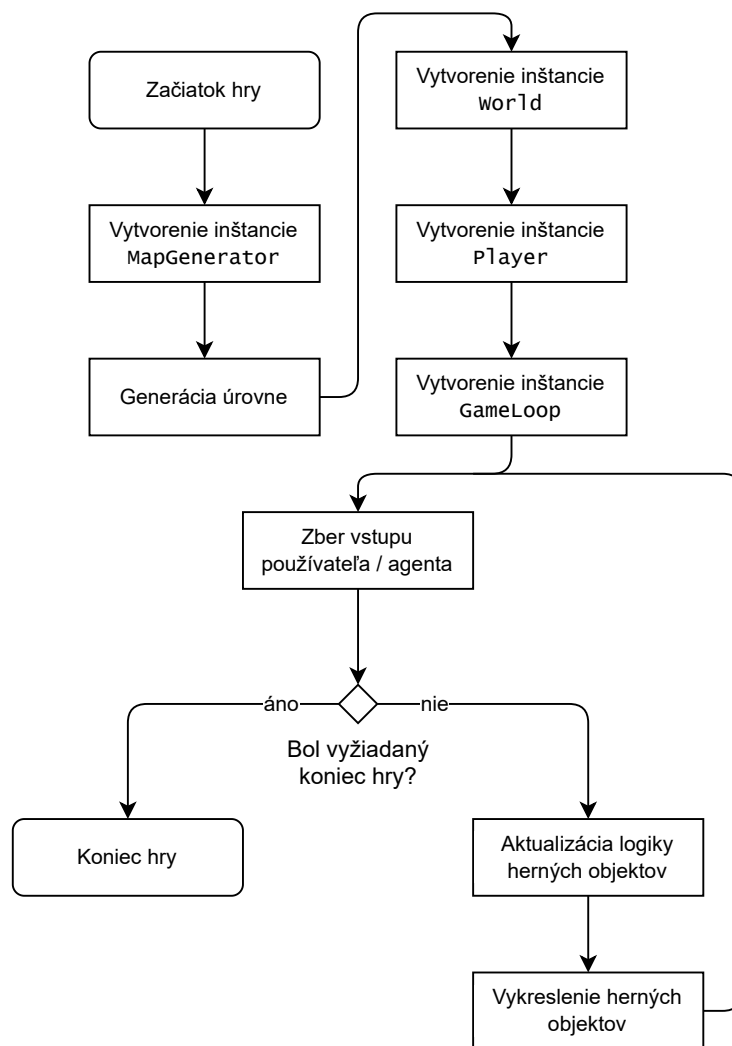 Začiatok hry
Vytvorenie inštancie
MapGenerator
Generácia úrovne
Vytvorenie inštancie
World
Vytvorenie inštancie
Player
Vytvorenie inštancie
GameLoop
Zber vstupu
používateľa / agenta
áno
nie
Bol vyžiadaný
koniec hry?
Koniec hry
Aktualizácia logiky
herných objektov
Vykreslenie herných
objektov